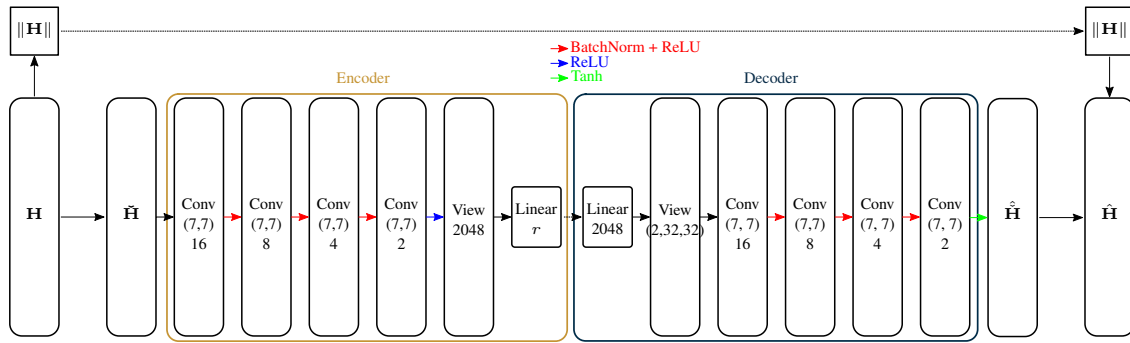 ‖H‖
‖H‖
BatchNorm + ReLU
ReLU
Tanh
Encoder
Decoder
H
H̆
Conv
(7,7)
16
Conv
(7,7)
8
Conv
(7,7)
4
Conv
(7,7)
2
View
2048
Linear
r
Linear
2048
View
(2,32,32)
Conv
(7, 7)
16
Conv
(7, 7)
8
Conv
(7, 7)
4
Conv
(7, 7)
2
H̆̂
Ĥ